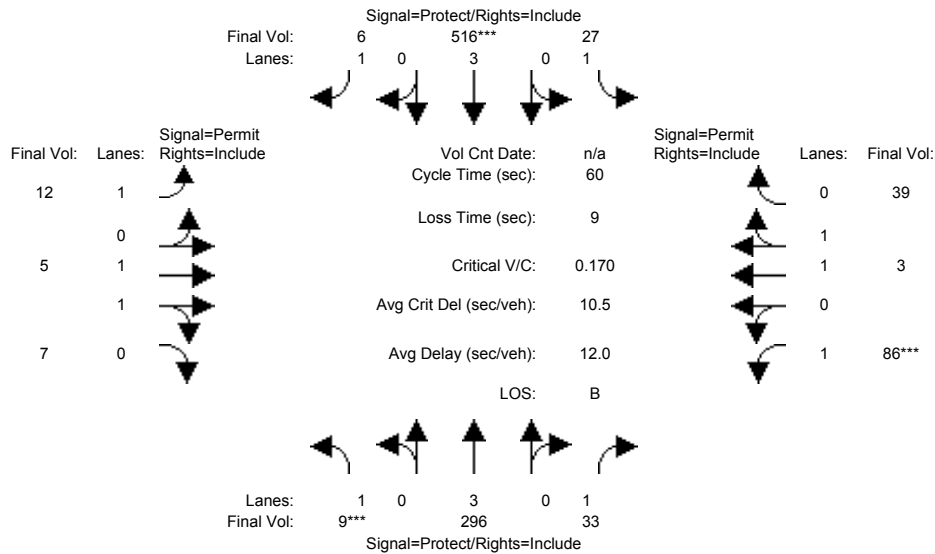 Signal=Protect/Rights=Include
Final Vol: 6 516*** 27
Lanes: 1 0 3 0 1
Signal=Permit Signal=Permit
Final Vol: Lanes: Rights=Include Vol Cnt Date: n/a Rights=Include Lanes: Final Vol:
Cycle Time (sec): 60
12 1 0 39
Loss Time (sec): 9
0 1
5 1 Critical V/C: 0.170 1 3
1 Avg Crit Del (sec/veh): 10.5 0
7 0 Avg Delay (sec/veh): 12.0 1 86***
LOS: B
Lanes: 1 0 3 0 1
Final Vol: 9*** 296 33
Signal=Protect/Rights=Include